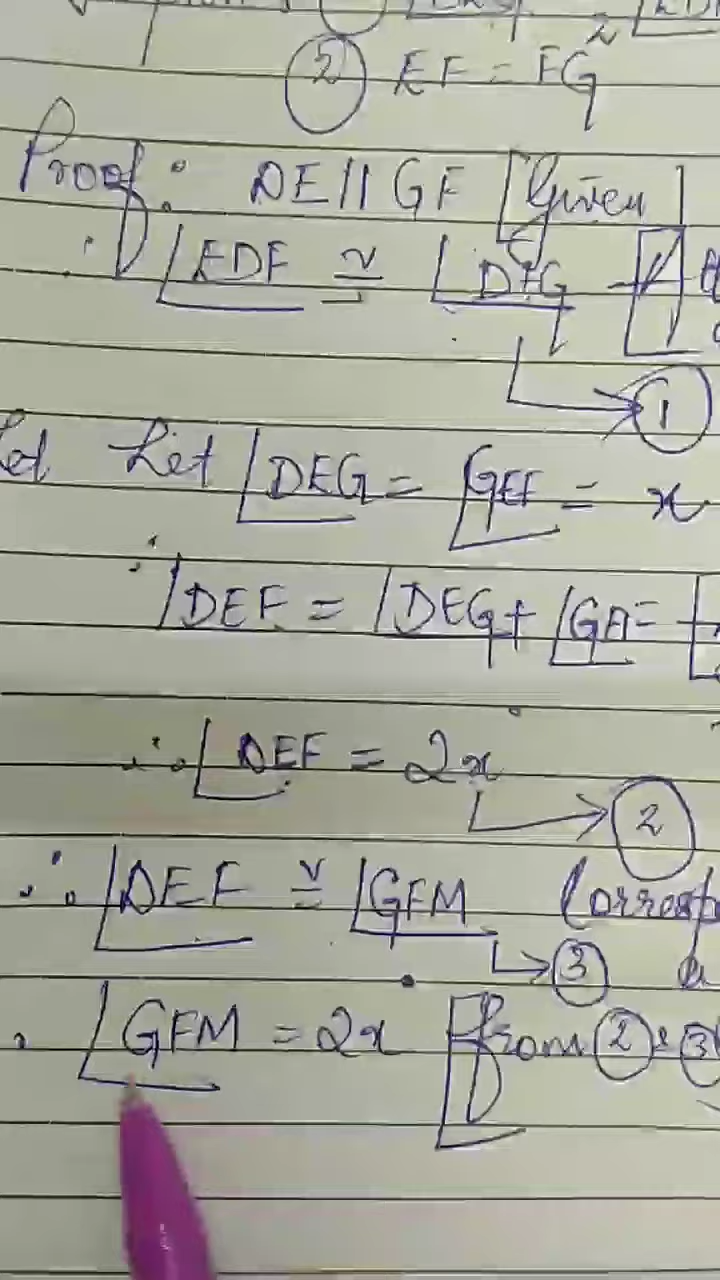 ② EF = FG
Proof: DE || GF [Given]
∠EDF ≅ ∠DFG
①
Let ∠DEG = ∠GEF = x
∴ ∠DEF = ∠DEG + ∠GEF =
∴ ∠DEF = 2x
②
∴ ∠DEF ≅ ∠GFM Corresp
③
∠GFM = 2x [from ② & ③